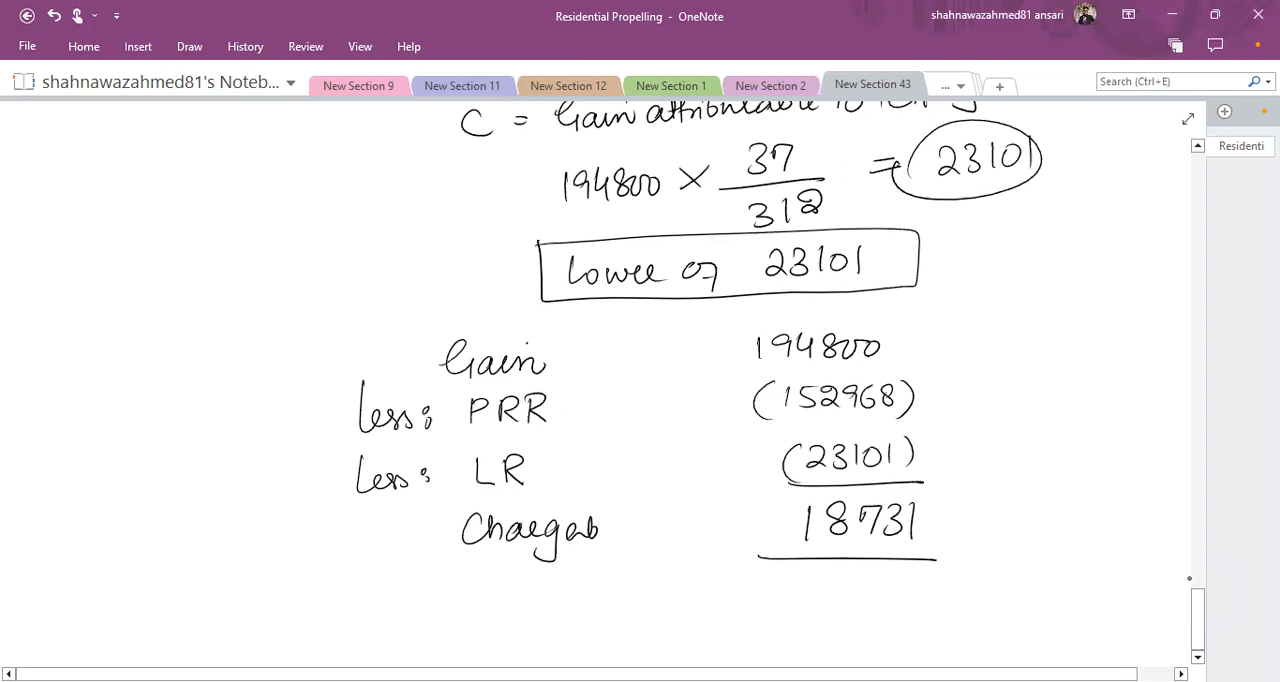 Residential Propelling - OneNote
shahnawazahmed81 ansari
File Home Insert Draw History Review View Help
shahnawazahmed81's Noteb...
New Section 9 New Section 11 New Section 12 New Section 1 New Section 2 New Section 43 ...
Search (Ctrl+E)
Residenti
C = Gain attributable to
194800 × 37/312 = 23101
Lower of 23101
Gain 194800
Less: PRR (152968)
Less: LR (23101)
Chargeab 18731